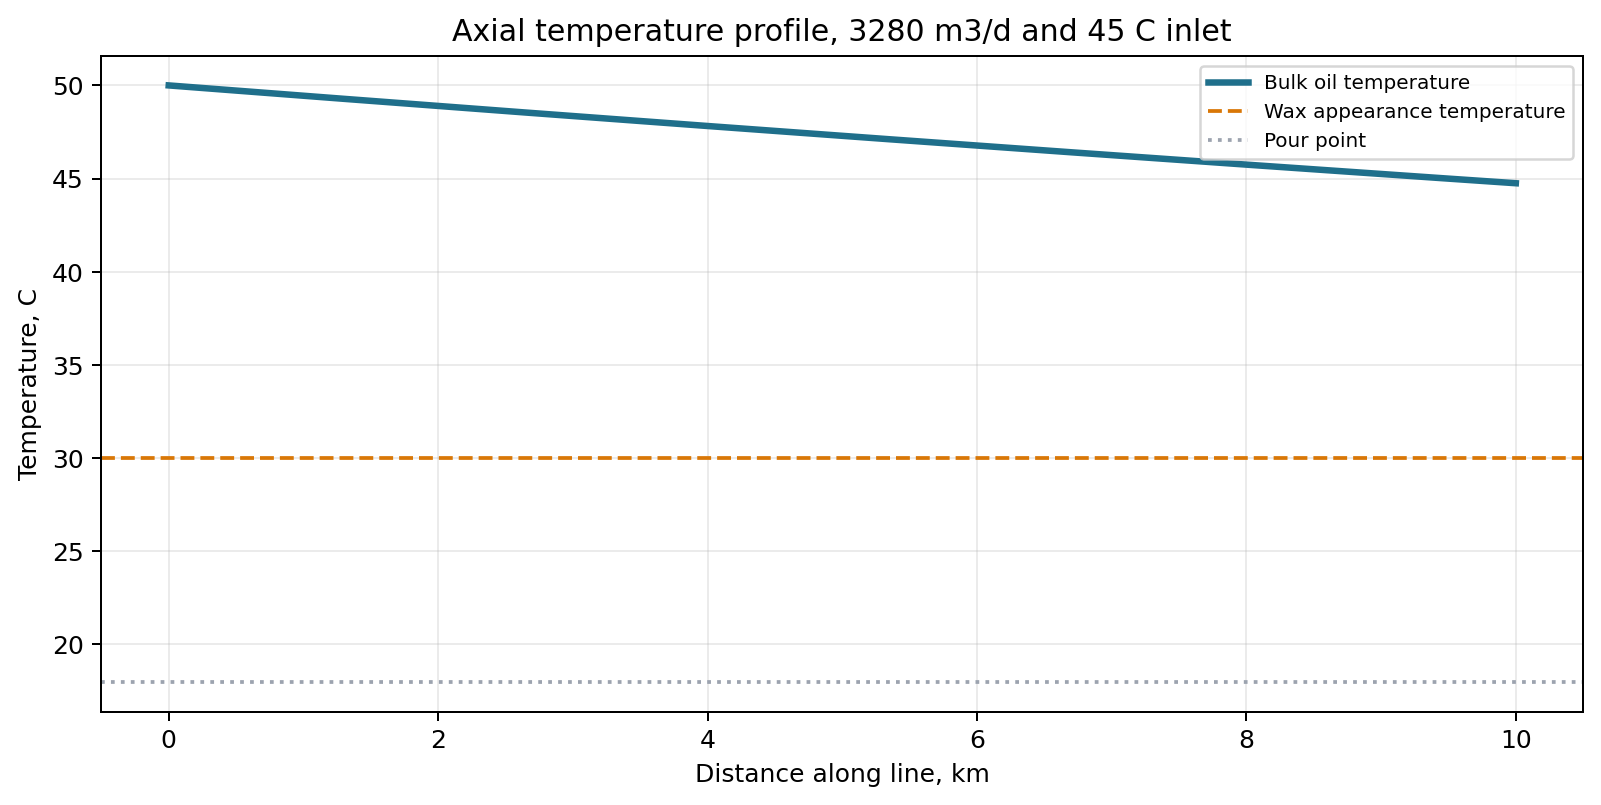 Axial temperature profile, 3280 m3/d and 45 C inlet
Bulk oil temperature
Wax appearance temperature
Pour point
Temperature, C
50
45
40
35
30
25
20
0 2 4 6 8 10
Distance along line, km